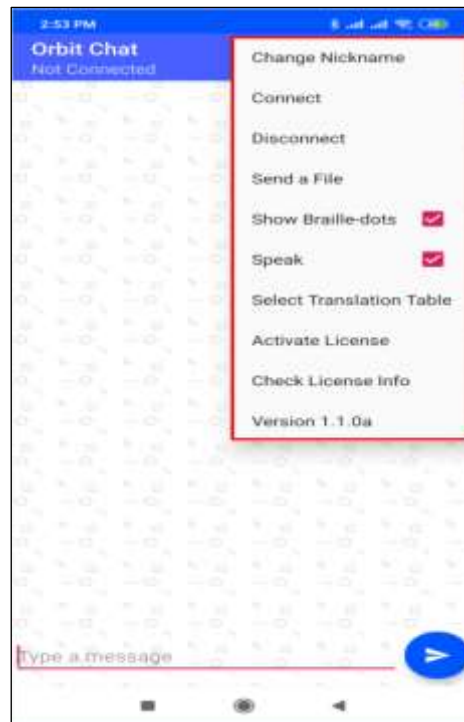 2:53 PM
Orbit Chat
Not Connected
Change Nickname
Connect
Disconnect
Send a File
Show Braille-dots
Speak
Select Translation Table
Activate License
Check License Info
Version 1.1.0a
Type a message